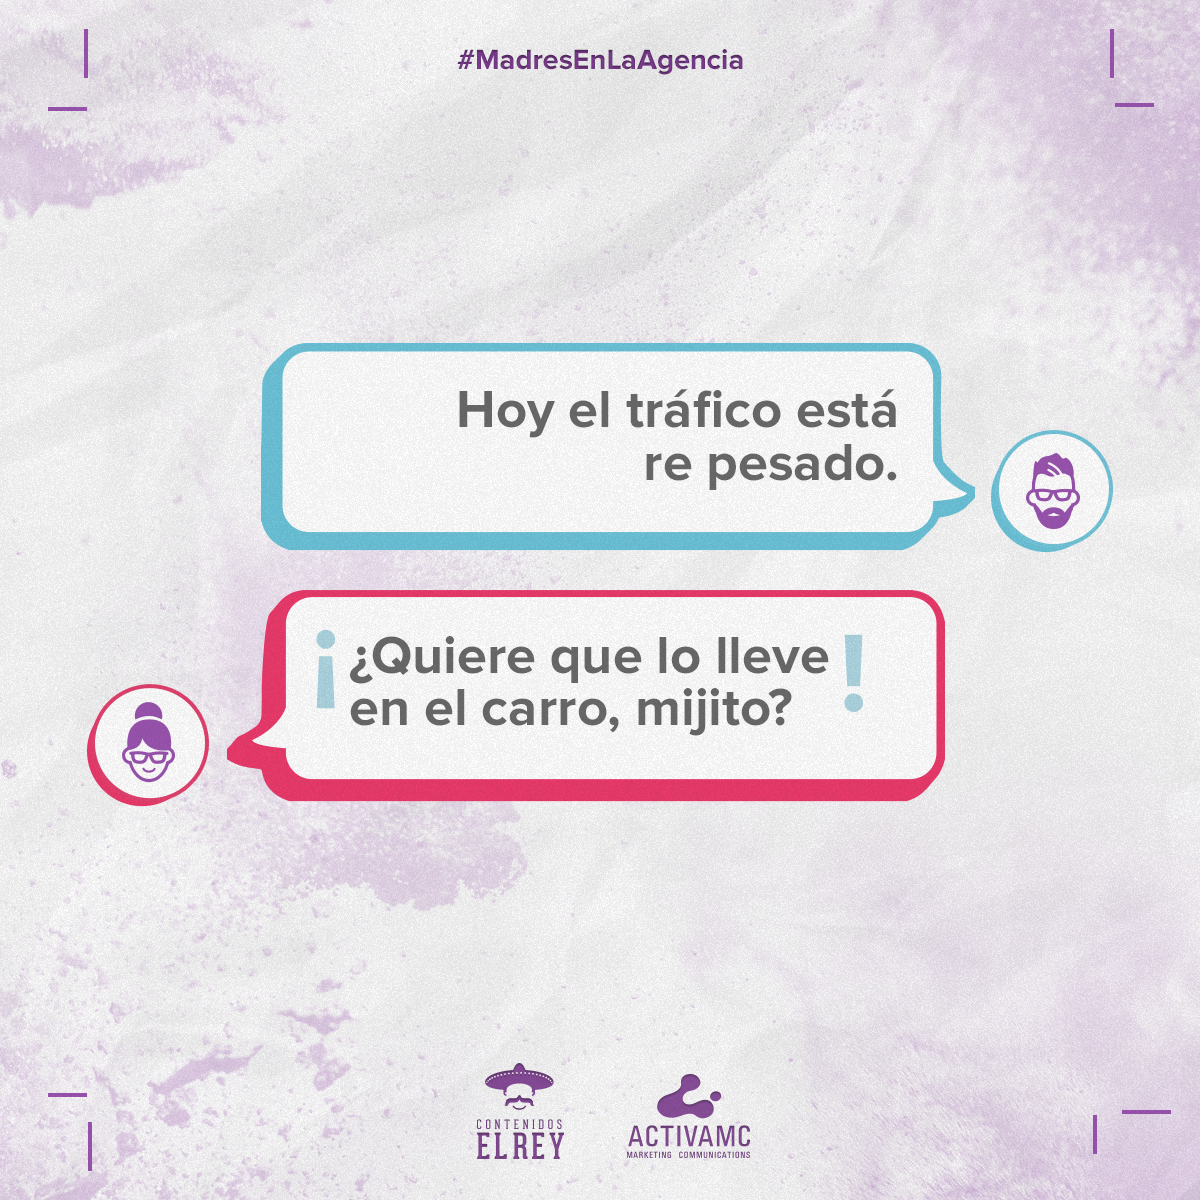 #MadresEnLaAgencia
Hoy el tráfico está
re pesado.
¡¿Quiere que lo lleve
en el carro, mijito?!
CONTENIDOS
EL REY
ACTIVAMC
MARKETING COMMUNICATIONS